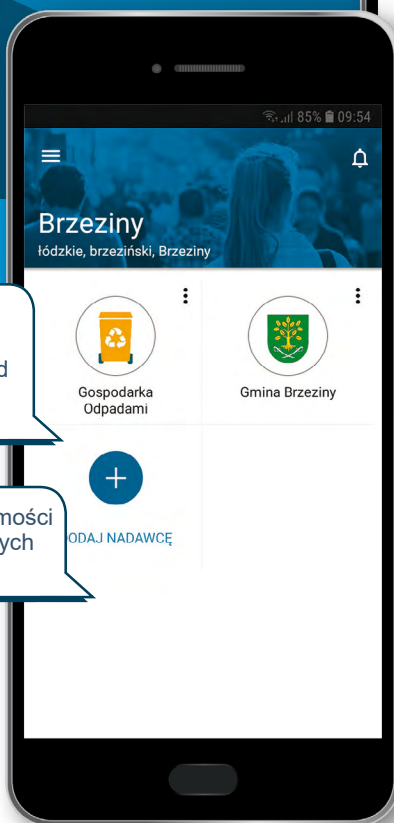 85% 09:54
Brzeziny
łódzkie, brzeziński, Brzeziny
d
Gospodarka
Odpadami
Gmina Brzeziny
mości
ych
ODAJ NADAWCĘ